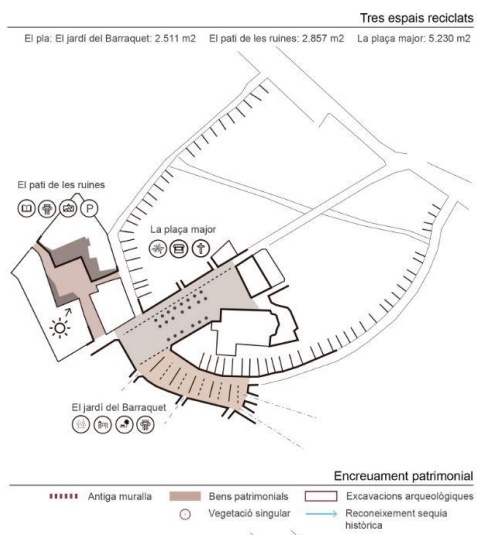 Tres espais reciclats
El pla: El jardí del Barraquet: 2.511 m2 El pati de les ruines: 2.857 m2 La plaça major: 5.230 m2
El pati de les ruines
P
La plaça major
El jardí del Barraquet
Encreuament patrimonial
Antiga muralla Bens patrimonials Excavacions arqueològiques
Vegetació singular Reconeixement sequia
històrica